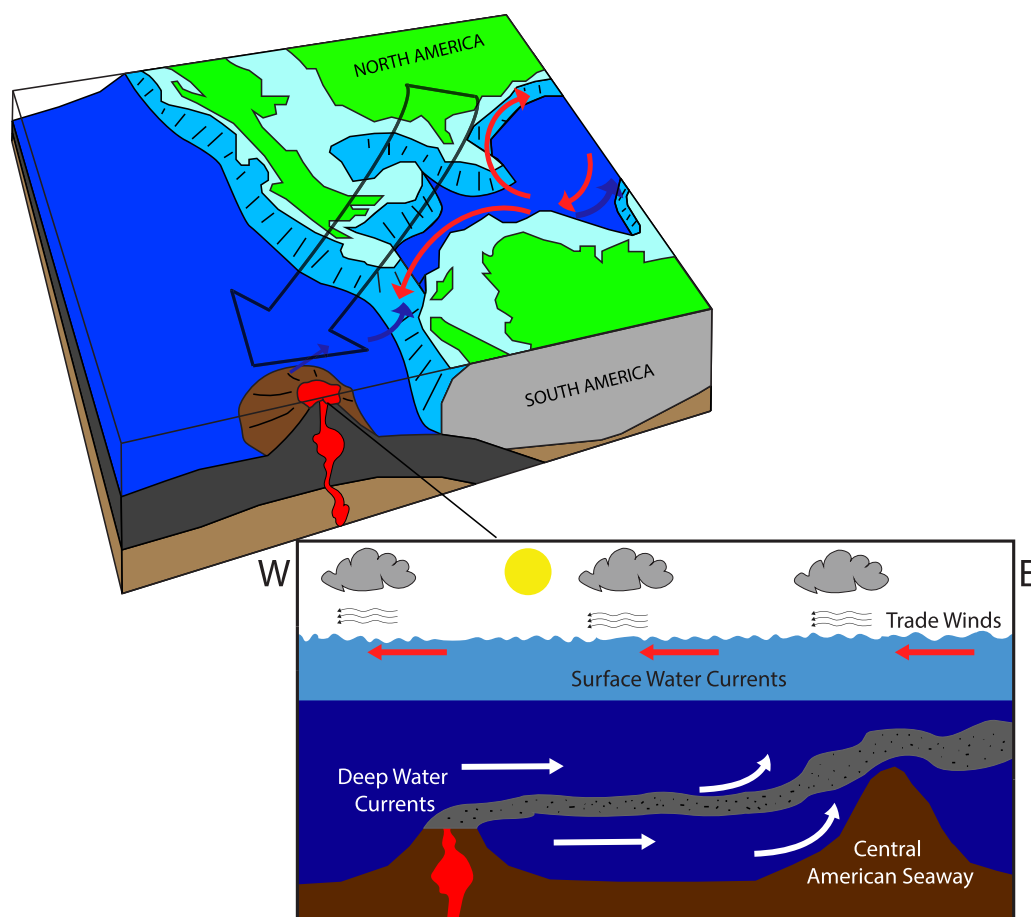 NORTH AMERICA
SOUTH AMERICA
W
E
Trade Winds
Surface Water Currents
Deep Water
Currents
Central
American Seaway